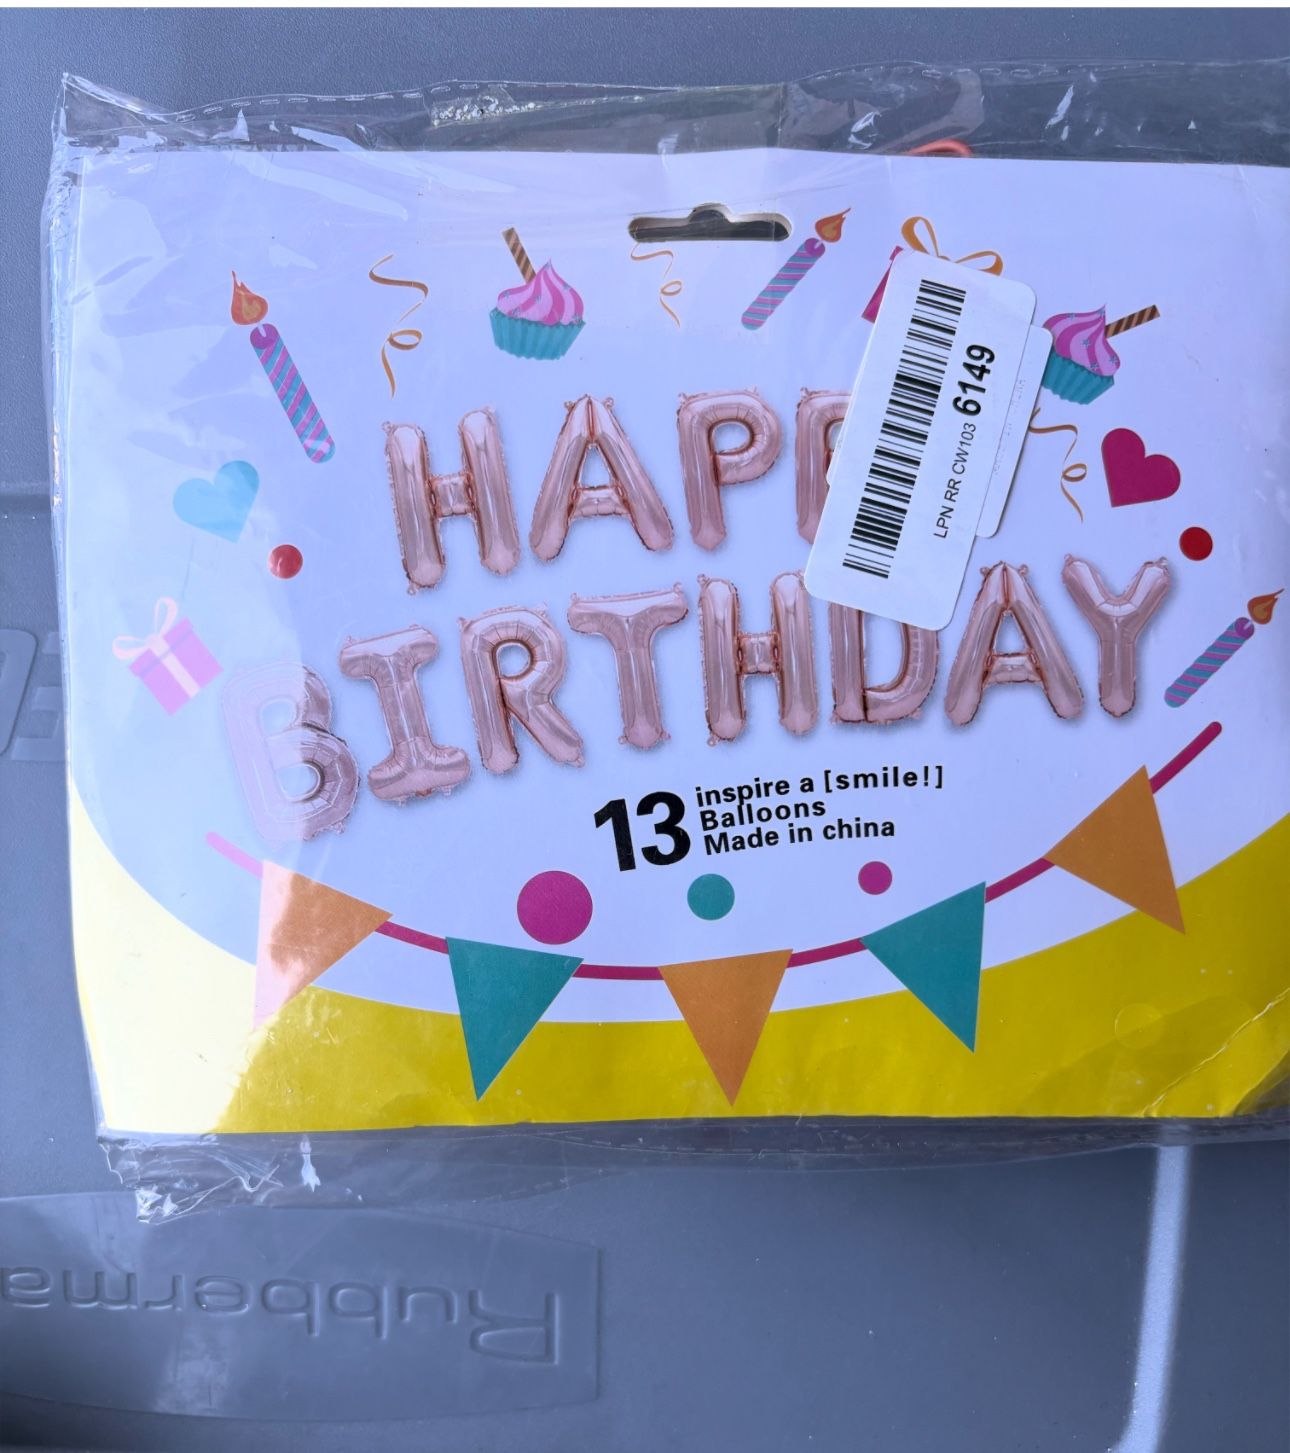 HAPP
BIRTHDAY
LPN RR CW103 6149
13
inspire a [smile!]
Balloons
Made in china
Rubberma